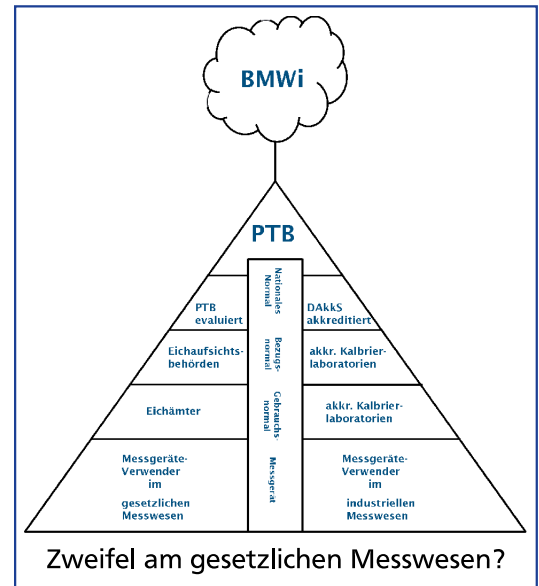 BMWi
PTB
Nationales
Normal
PTB
evaluiert
DAkkS
akkreditiert
Bezugs-
normal
Eichaufsichts-
behörden
akkr. Kalbrier-
laboratorien
Gebrauchs-
normal
Eichämter
akkr. Kalbrier-
laboratorien
Messgerät
Messgeräte-
Verwender
im
gesetzlichen
Messwesen
Messgeräte-
Verwender
im
industriellen
Messwesen
Zweifel am gesetzlichen Messwesen?